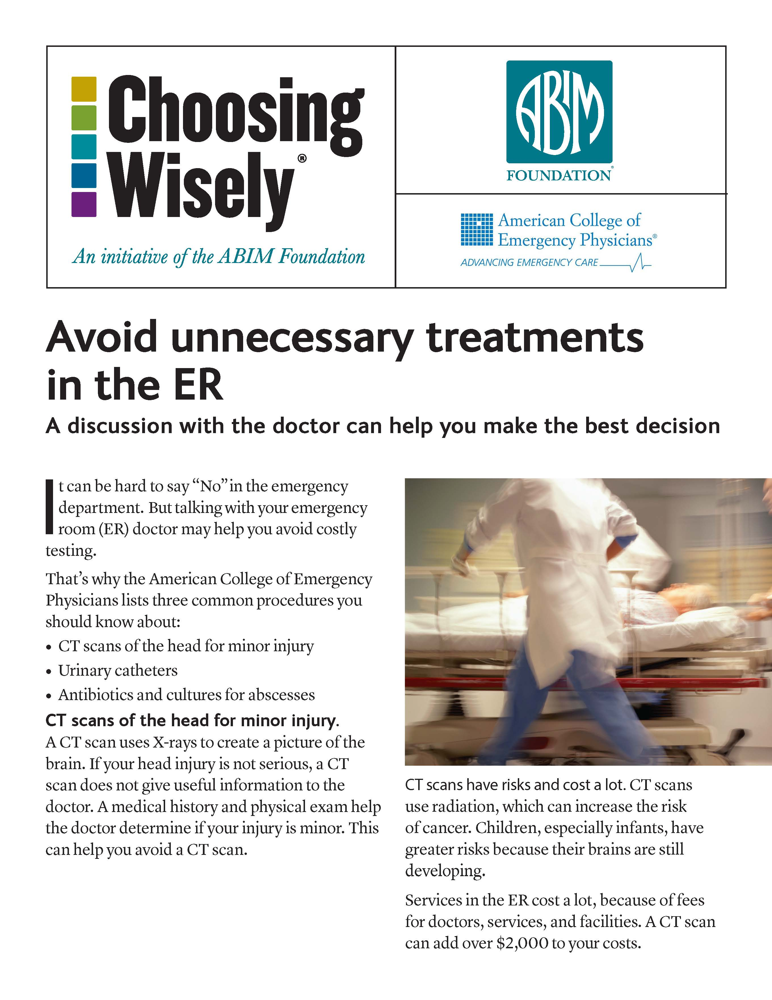 Choosing
Wisely®
An initiative of the ABIM Foundation
ABIM
FOUNDATION®
American College of
Emergency Physicians®
ADVANCING EMERGENCY CARE
Avoid unnecessary treatments
in the ER
A discussion with the doctor can help you make the best decision
It can be hard to say “No” in the emergency
department. But talking with your emergency
room (ER) doctor may help you avoid costly
testing.
That’s why the American College of Emergency
Physicians lists three common procedures you
should know about:
• CT scans of the head for minor injury
• Urinary catheters
• Antibiotics and cultures for abscesses
CT scans of the head for minor injury.
A CT scan uses X-rays to create a picture of the
brain. If your head injury is not serious, a CT
scan does not give useful information to the
doctor. A medical history and physical exam help
the doctor determine if your injury is minor. This
can help you avoid a CT scan.
CT scans have risks and cost a lot. CT scans
use radiation, which can increase the risk
of cancer. Children, especially infants, have
greater risks because their brains are still
developing.
Services in the ER cost a lot, because of fees
for doctors, services, and facilities. A CT scan
can add over $2,000 to your costs.